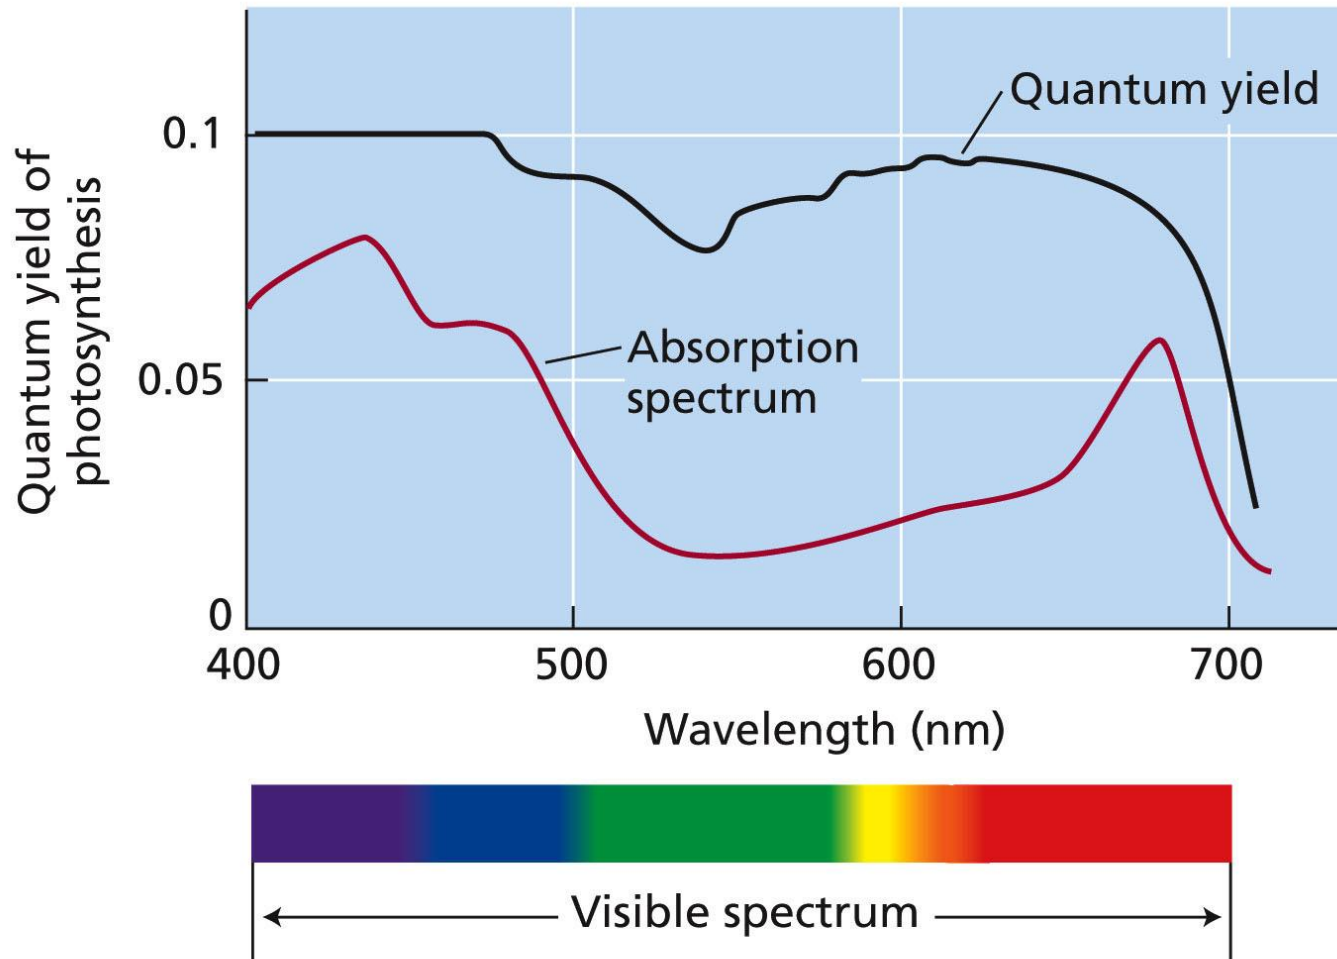 Quantum yield of
photosynthesis
0.1
0.05
0
Quantum yield
Absorption
spectrum
400
500
600
700
Wavelength (nm)
Visible spectrum